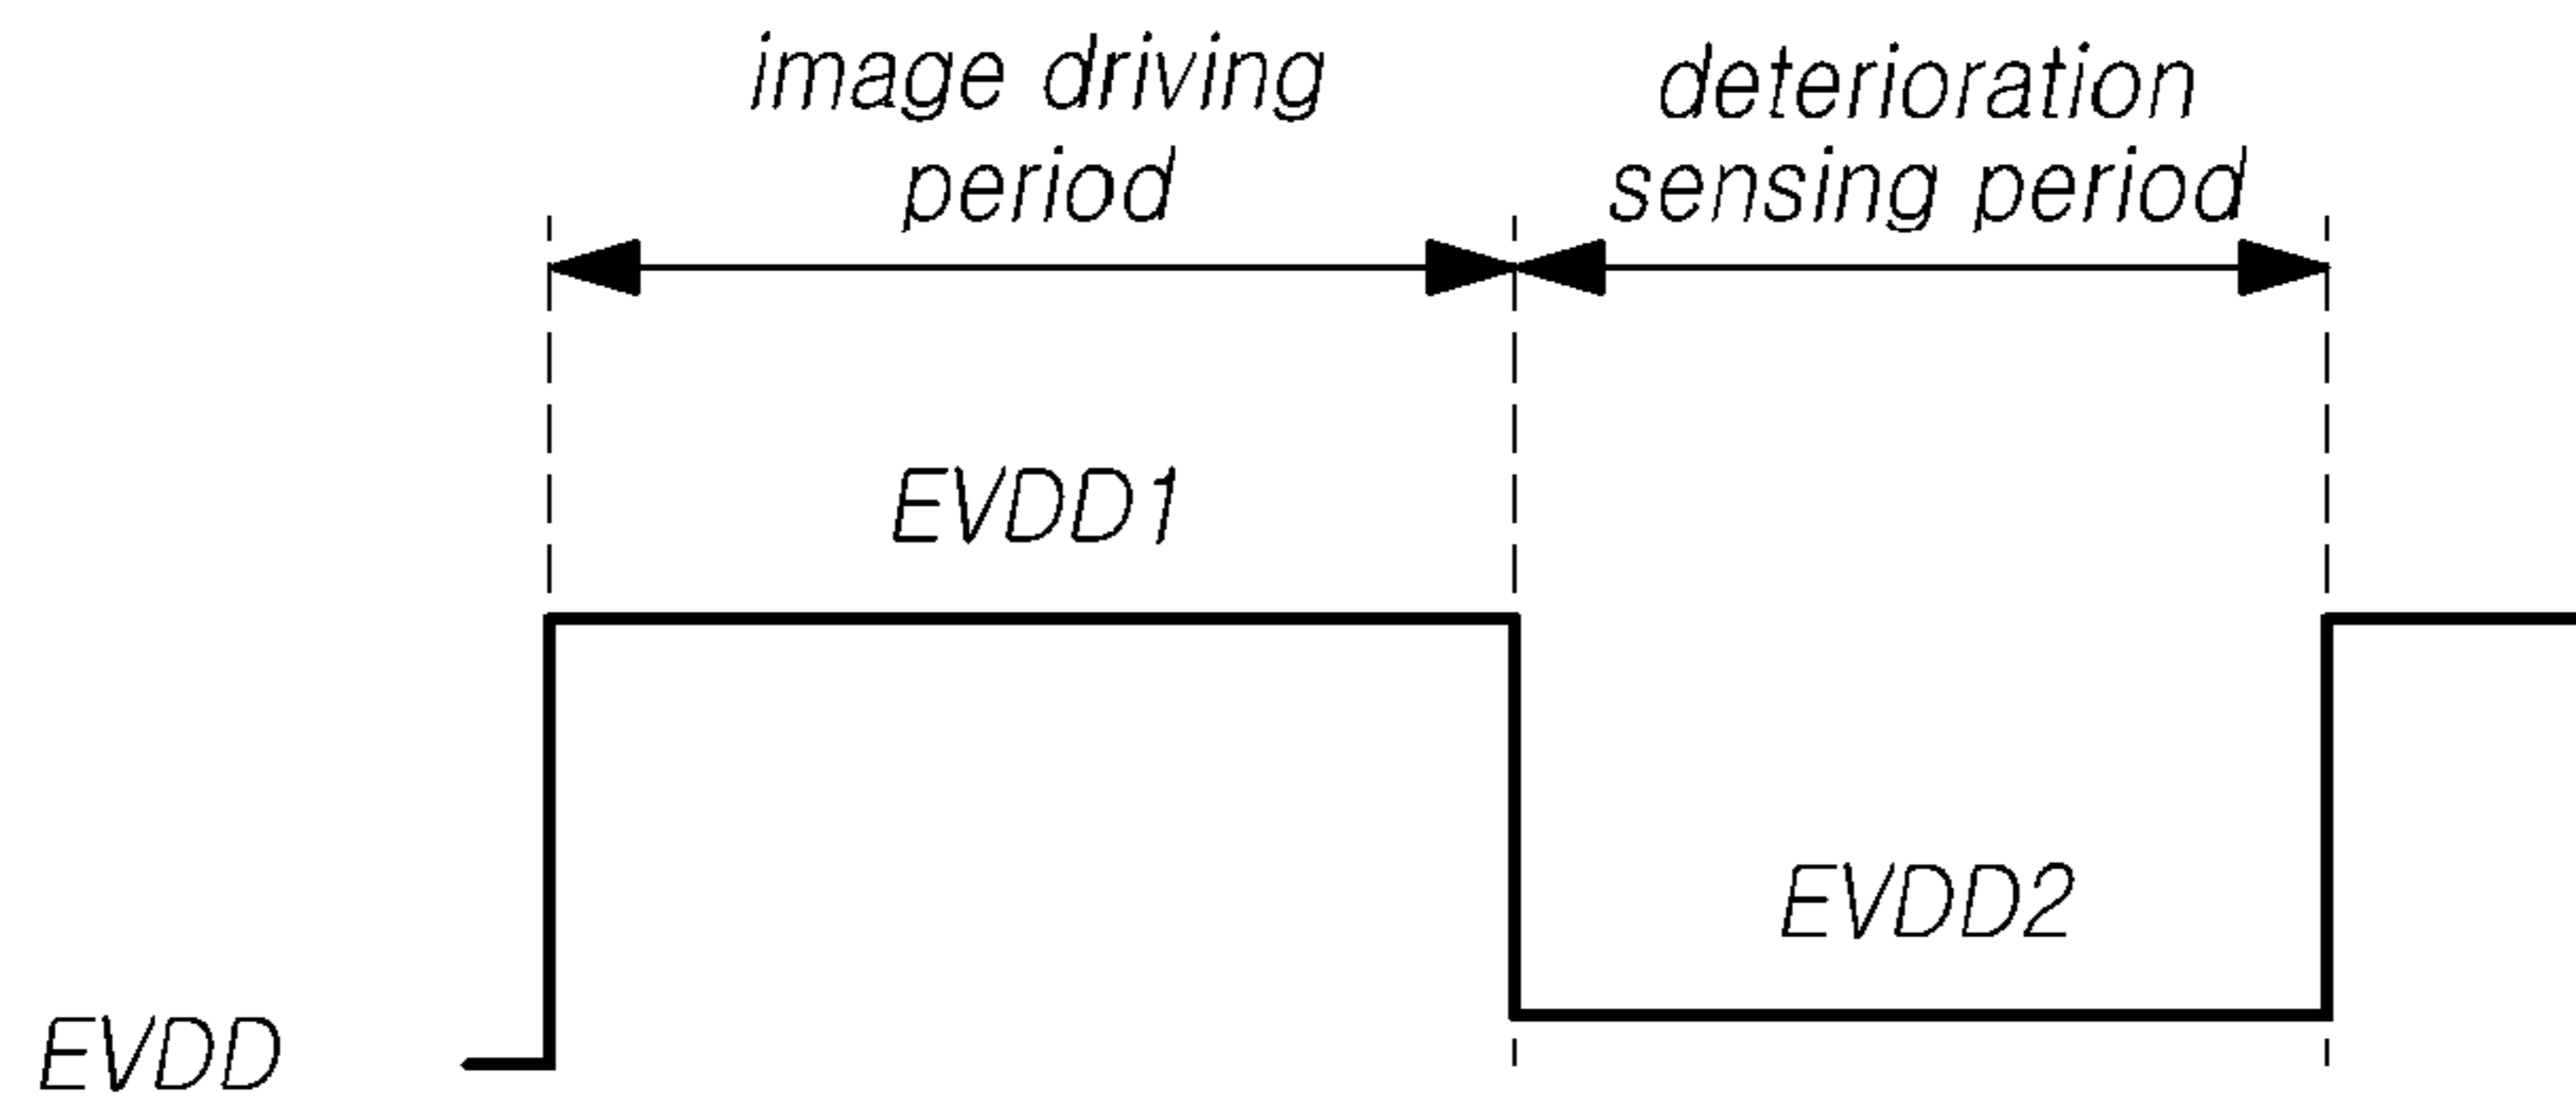 image driving
period
deterioration
sensing period
EVDD1
EVDD2
EVDD